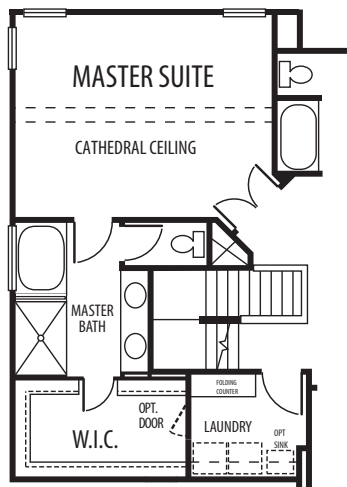 MASTER SUITE
CATHEDRAL CEILING
MASTER
BATH
FOLDING
COUNTER
OPT.
DOOR
LAUNDRY
W.I.C.
OPT
SINK